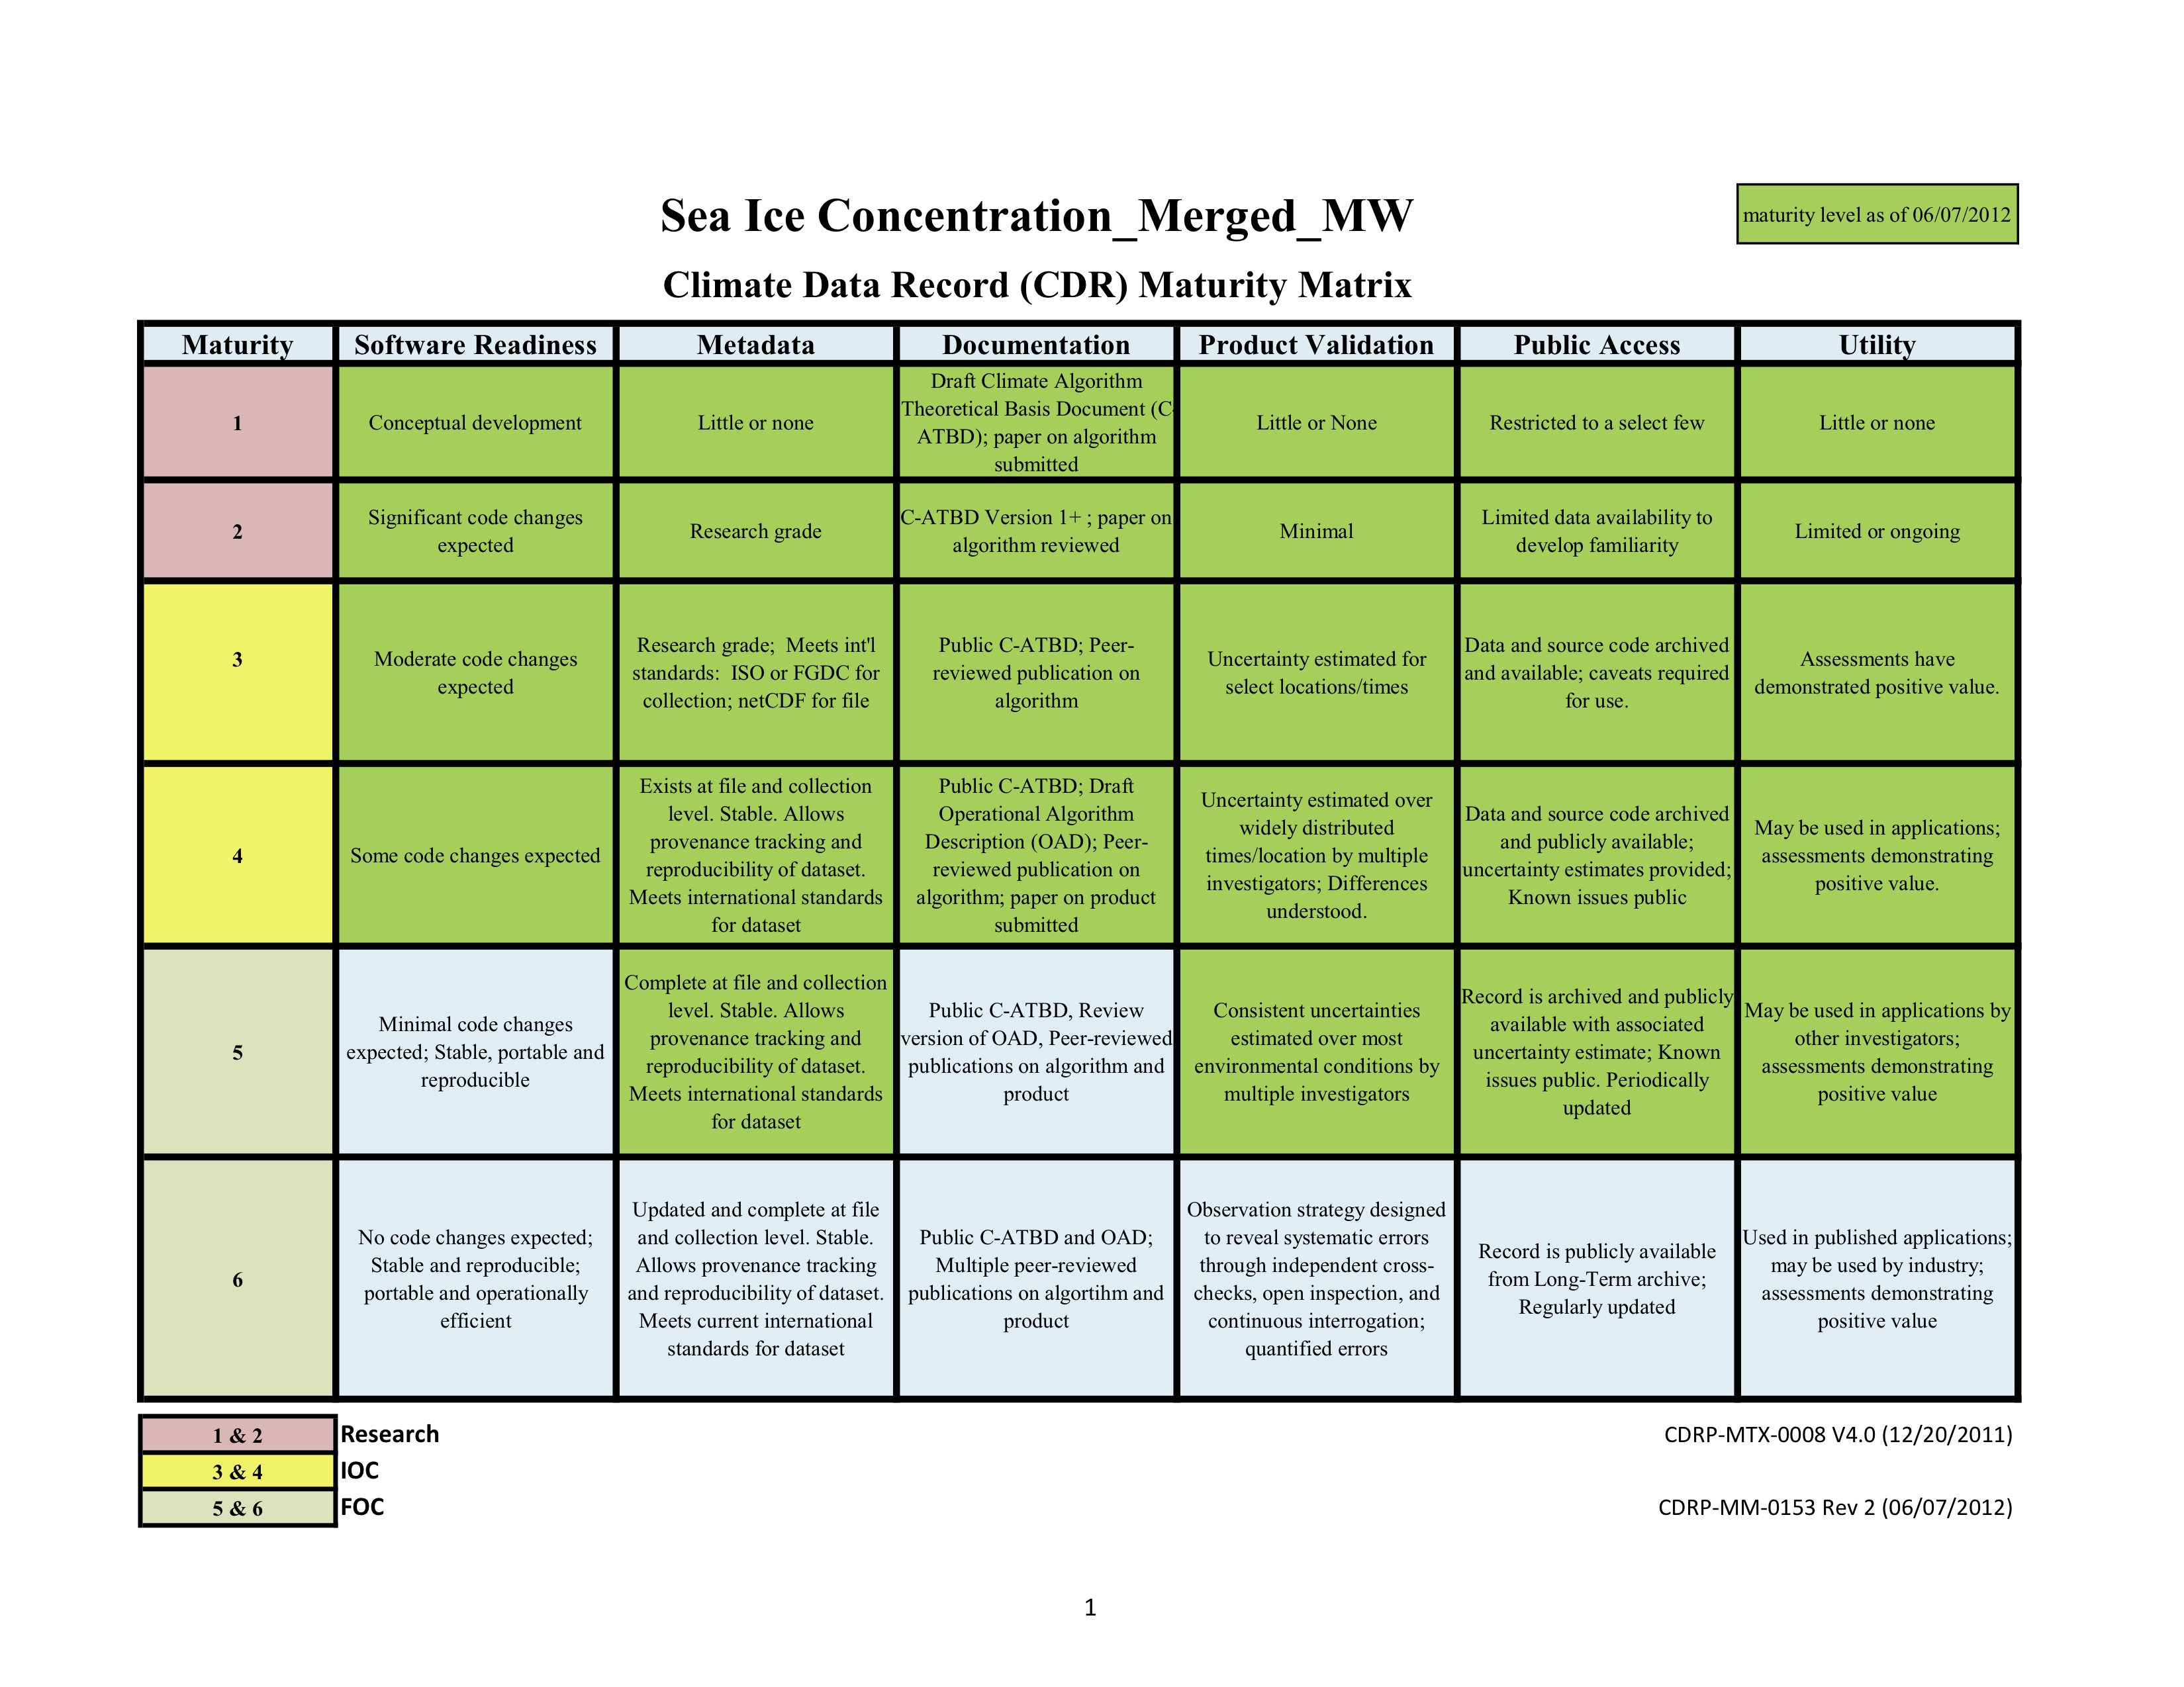 Sea Ice Concentration_Merged_MW
maturity level as of 06/07/2012
Climate Data Record (CDR) Maturity Matrix
Maturity
Software Readiness
Metadata
Documentation
Product Validation
Public Access
Utility
1
Conceptual development
Little or none
Draft Climate Algorithm
Theoretical Basis Document (C-
ATBD); paper on algorithm
submitted
Little or None
Restricted to a select few
Little or none
2
Significant code changes
expected
Research grade
C-ATBD Version 1+ ; paper on
algorithm reviewed
Minimal
Limited data availability to
develop familiarity
Limited or ongoing
3
Moderate code changes
expected
Research grade;  Meets int'l
standards:  ISO or FGDC for
collection; netCDF for file
Public C-ATBD; Peer-
reviewed publication on
algorithm
Uncertainty estimated for
select locations/times
Data and source code archived
and available; caveats required
for use.
Assessments have
demonstrated positive value.
4
Some code changes expected
Exists at file and collection
level. Stable. Allows
provenance tracking and
reproducibility of dataset.
Meets international standards
for dataset
Public C-ATBD; Draft
Operational Algorithm
Description (OAD); Peer-
reviewed publication on
algorithm; paper on product
submitted
Uncertainty estimated over
widely distributed
times/location by multiple
investigators; Differences
understood.
Data and source code archived
and publicly available;
uncertainty estimates provided;
Known issues public
May be used in applications;
assessments demonstrating
positive value.
5
Minimal code changes
expected; Stable, portable and
reproducible
Complete at file and collection
level. Stable. Allows
provenance tracking and
reproducibility of dataset.
Meets international standards
for dataset
Public C-ATBD, Review
version of OAD, Peer-reviewed
publications on algorithm and
product
Consistent uncertainties
estimated over most
environmental conditions by
multiple investigators
Record is archived and publicly
available with associated
uncertainty estimate; Known
issues public. Periodically
updated
May be used in applications by
other investigators;
assessments demonstrating
positive value
6
No code changes expected;
Stable and reproducible;
portable and operationally
efficient
Updated and complete at file
and collection level. Stable.
Allows provenance tracking
and reproducibility of dataset.
Meets current international
standards for dataset
Public C-ATBD and OAD;
Multiple peer-reviewed
publications on algortihm and
product
Observation strategy designed
to reveal systematic errors
through independent cross-
checks, open inspection, and
continuous interrogation;
quantified errors
Record is publicly available
from Long-Term archive;
Regularly updated
Used in published applications;
may be used by industry;
assessments demonstrating
positive value
1 & 2
Research
CDRP-MTX-0008 V4.0 (12/20/2011)
3 & 4
IOC
5 & 6
FOC
CDRP-MM-0153 Rev 2 (06/07/2012)
1